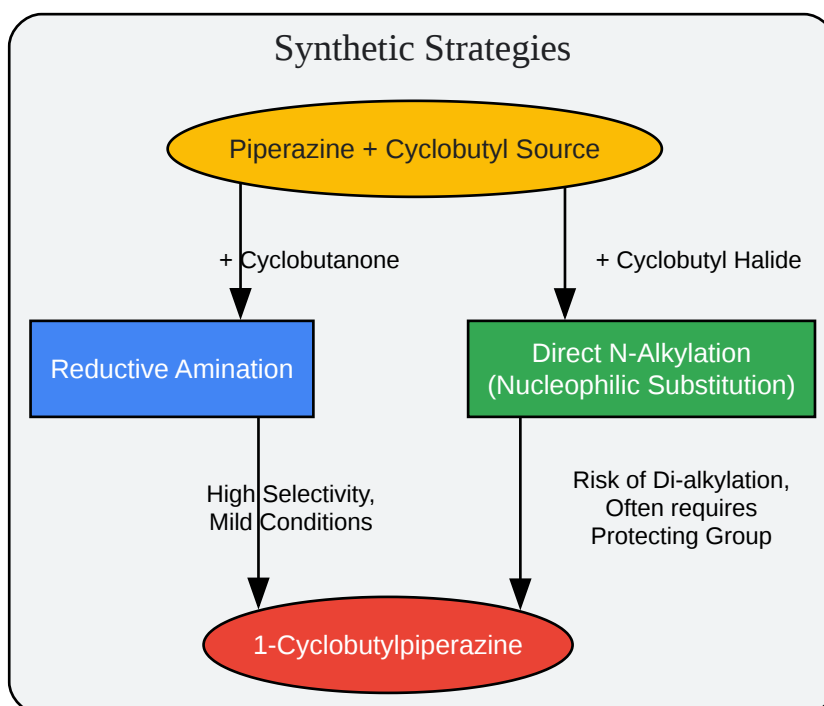 Synthetic Strategies
Piperazine + Cyclobutyl Source
+ Cyclobutanone
+ Cyclobutyl Halide
Reductive Amination
Direct N-Alkylation
(Nucleophilic Substitution)
High Selectivity,
Mild Conditions
Risk of Di-alkylation,
Often requires
Protecting Group
1-Cyclobutylpiperazine